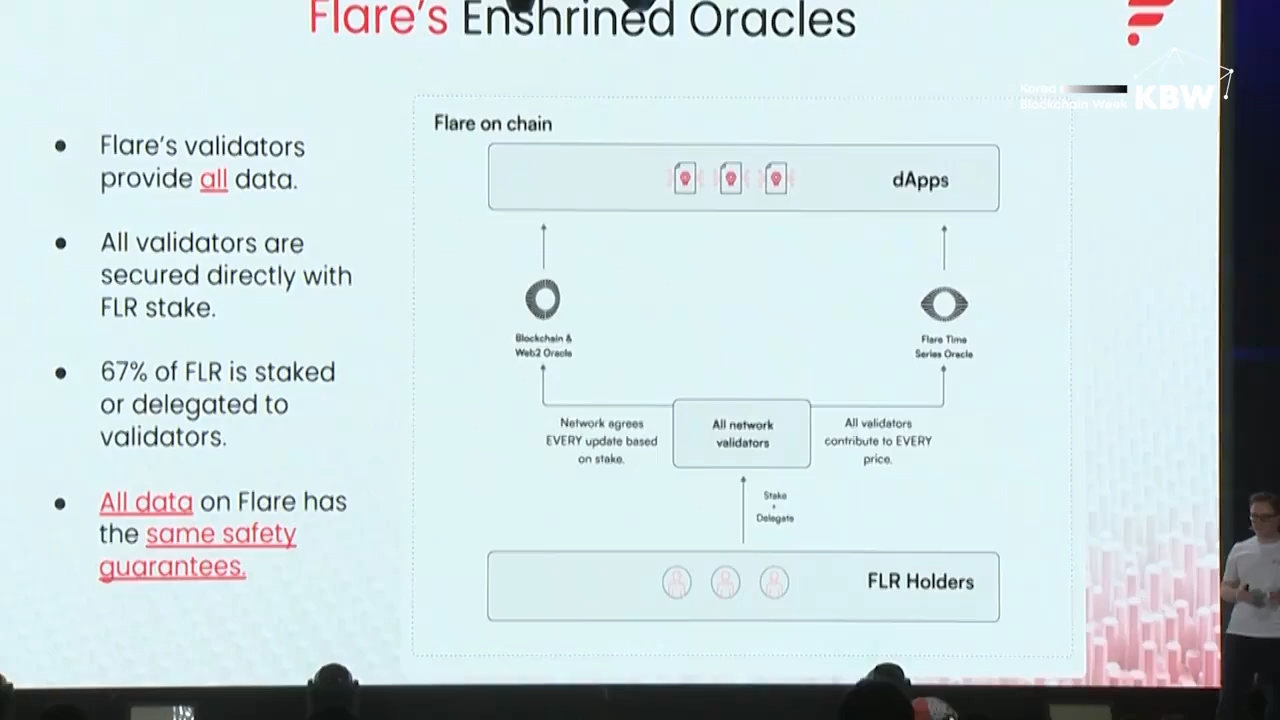 Flare's Enshrined Oracles
Korea
Blockchain Week
KBW
Flare's validators
provide all data.
All validators are
secured directly with
FLR stake.
67% of FLR is staked
or delegated to
validators.
All data on Flare has
the same safety
guarantees.
Flare on chain
dApps
Blockchain &
Web2 Oracle
Flare Time
Series Oracle
Network agrees
EVERY update based
on stake.
All network
validators
All validators
contribute to EVERY
price.
Stake
+
Delegate
FLR Holders